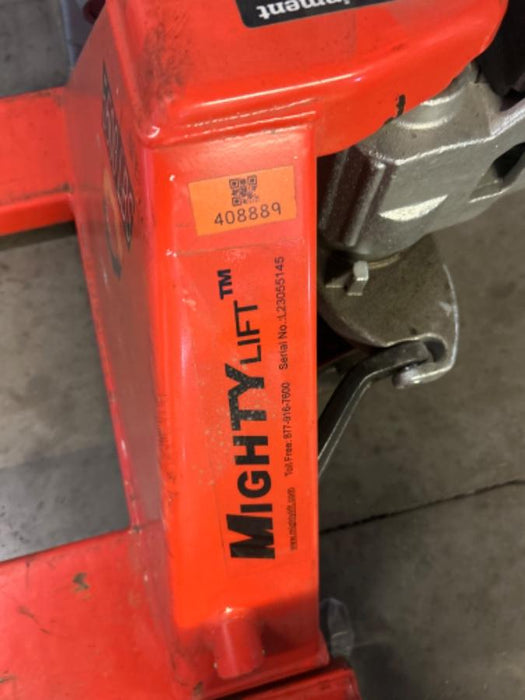 408889
MIGHTY LIFT™
www.mightylift.com Toll Free: 877-916-7600 Serial No.:L23055145